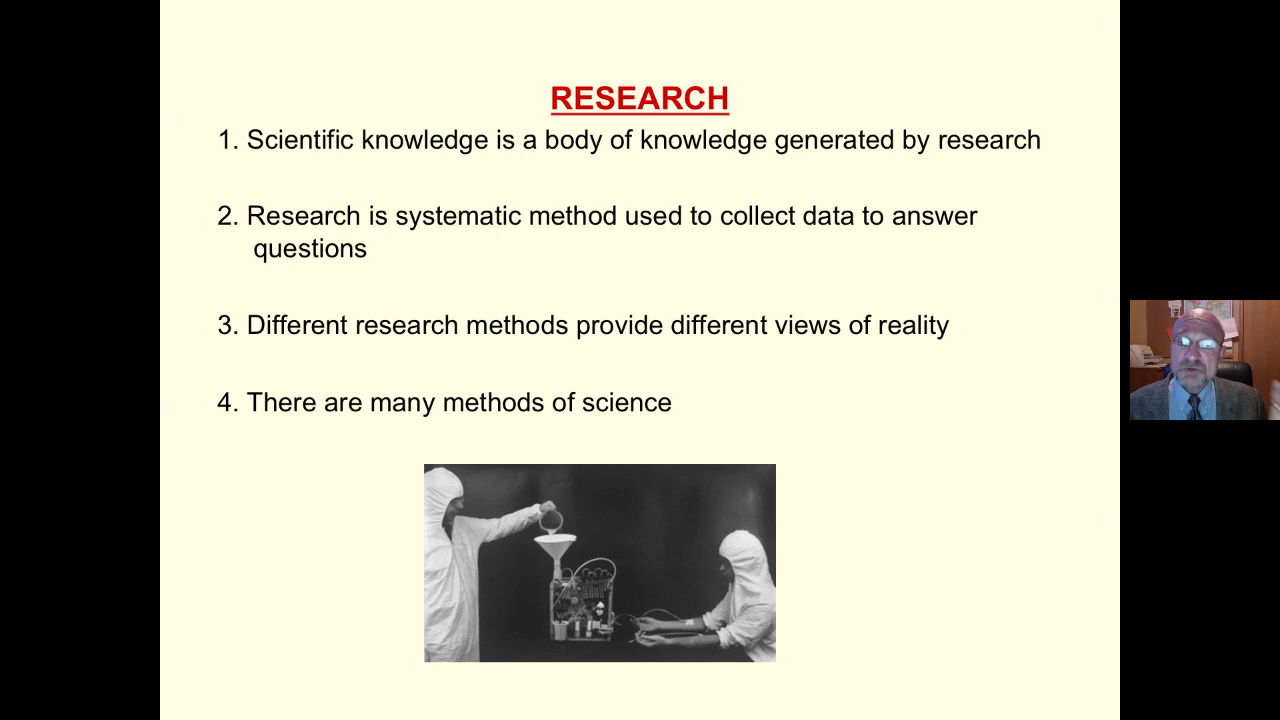 RESEARCH
1. Scientific knowledge is a body of knowledge generated by research
2. Research is systematic method used to collect data to answer
questions
3. Different research methods provide different views of reality
4. There are many methods of science